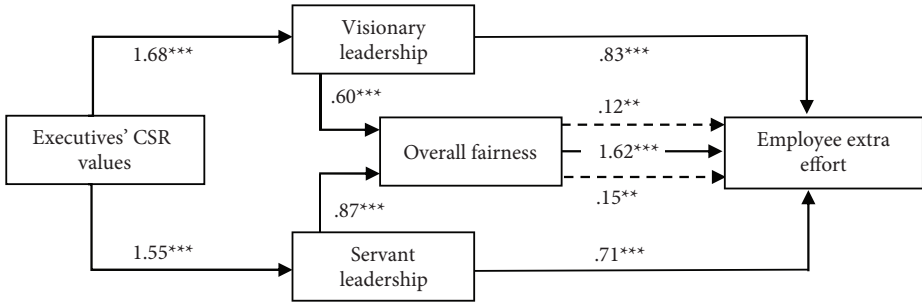 Visionary
leadership
1.68***
.83***
.60***
.12**
Executives’ CSR
values
Overall fairness
1.62***
Employee extra
effort
.15**
.87***
1.55***
Servant
leadership
.71***